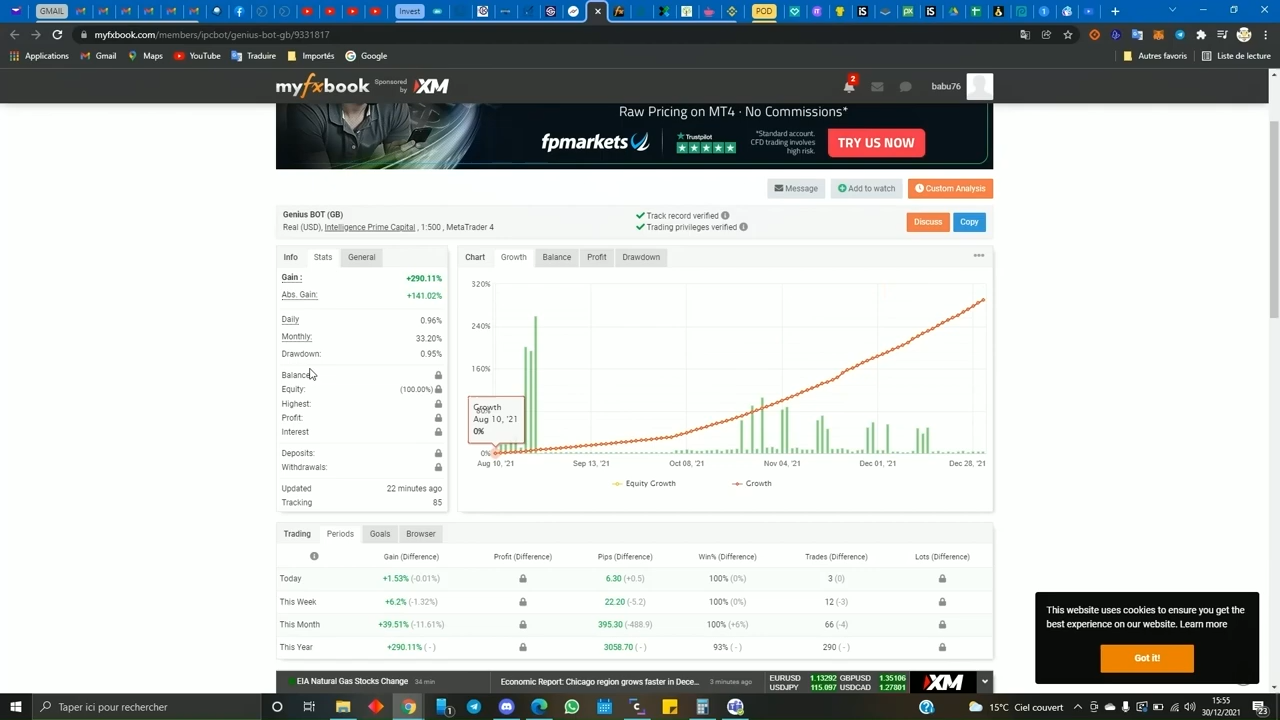 GMAIL
Invest
POD
myfxbook.com/members/ipcbot/genius-bot-gb/9331817
Applications
Gmail
Maps
YouTube
Traduire
Importés
Google
Autres favoris
Liste de lecture
myfxbook
Sponsored by
XM
2
babu76
Raw Pricing on MT4 · No Commissions*
fpmarkets
Trustpilot
*Standard account.
CFD trading involves
high risk.
TRY US NOW
Message
Add to watch
Custom Analysis
Genius BOT (GB)
Real (USD), Intelligence Prime Capital , 1:500 , MetaTrader 4
Track record verified
Trading privileges verified
Discuss
Copy
Info
Stats
General
Gain :
+290.11%
Abs. Gain:
+141.02%
Daily
0.96%
Monthly:
33.20%
Drawdown:
0.95%
Balance
Equity:
(100.00%)
Highest:
Profit:
Interest
Deposits:
Withdrawals:
Updated
22 minutes ago
Tracking
85
Chart
Growth
Balance
Profit
Drawdown
320%
240%
160%
0%
Growth
Aug 10, '21
0%
Aug 10, '21
Sep 13, '21
Oct 08, '21
Nov 04, '21
Dec 01, '21
Dec 28, '21
Equity Growth
Growth
Trading
Periods
Goals
Browser
Gain (Difference)
Profit (Difference)
Pips (Difference)
Win% (Difference)
Trades (Difference)
Lots (Difference)
Today
+1.53% (-0.01%)
6.30 (+0.5)
100% (0%)
3 (0)
This Week
+6.2% (-1.32%)
22.20 (-5.2)
100% (0%)
12 (-3)
This Month
+39.51% (-11.61%)
395.30 (-488.9)
100% (+6%)
66 (-4)
This Year
+290.11% ( - )
3058.70 ( - )
93% ( - )
290 ( - )
EIA Natural Gas Stocks Change
34 min
Economic Report: Chicago region grows faster in Dece...
3 minutes ago
EURUSD 1.13292 GBPUSD 1.35106
USDJPY 115.097 USDCAD 1.27801
XM
This website uses cookies to ensure you get the
best experience on our website. Learn more
Got it!
Taper ici pour rechercher
15°C Ciel couvert
15:55
30/12/2021
23